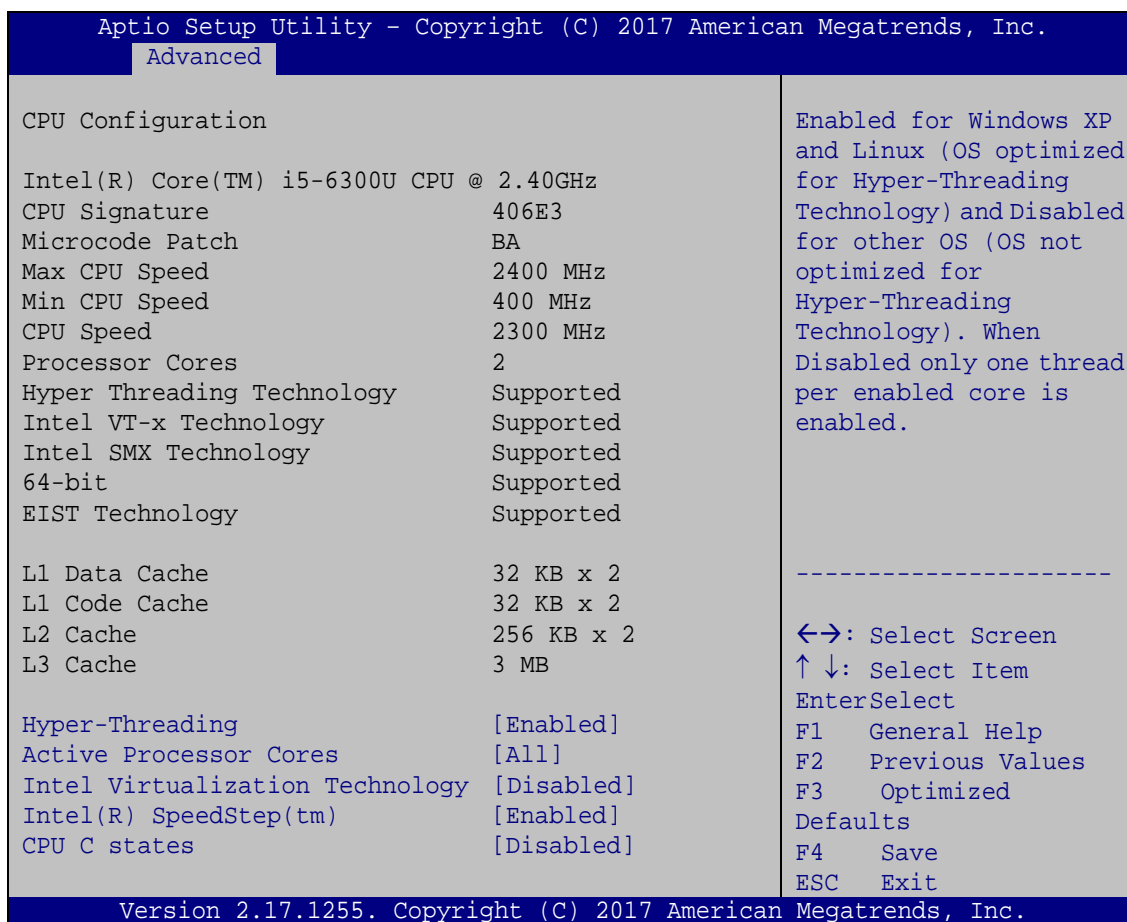 Aptio Setup Utility – Copyright (C) 2017 American Megatrends, Inc.
Advanced
CPU Configuration
Intel(R) Core(TM) i5-6300U CPU @ 2.40GHz
CPU Signature 406E3
Microcode Patch BA
Max CPU Speed 2400 MHz
Min CPU Speed 400 MHz
CPU Speed 2300 MHz
Processor Cores 2
Hyper Threading Technology Supported
Intel VT-x Technology Supported
Intel SMX Technology Supported
64-bit Supported
EIST Technology Supported
L1 Data Cache 32 KB x 2
L1 Code Cache 32 KB x 2
L2 Cache 256 KB x 2
L3 Cache 3 MB
Hyper-Threading [Enabled]
Active Processor Cores [All]
Intel Virtualization Technology [Disabled]
Intel(R) SpeedStep(tm) [Enabled]
CPU C states [Disabled]
Enabled for Windows XP
and Linux (OS optimized
for Hyper-Threading
Technology) and Disabled
for other OS (OS not
optimized for
Hyper-Threading
Technology). When
Disabled only one thread
per enabled core is
enabled.
----------------------
←→: Select Screen
↑ ↓: Select Item
EnterSelect
F1 General Help
F2 Previous Values
F3 Optimized
Defaults
F4 Save
ESC Exit
Version 2.17.1255. Copyright (C) 2017 American Megatrends, Inc.